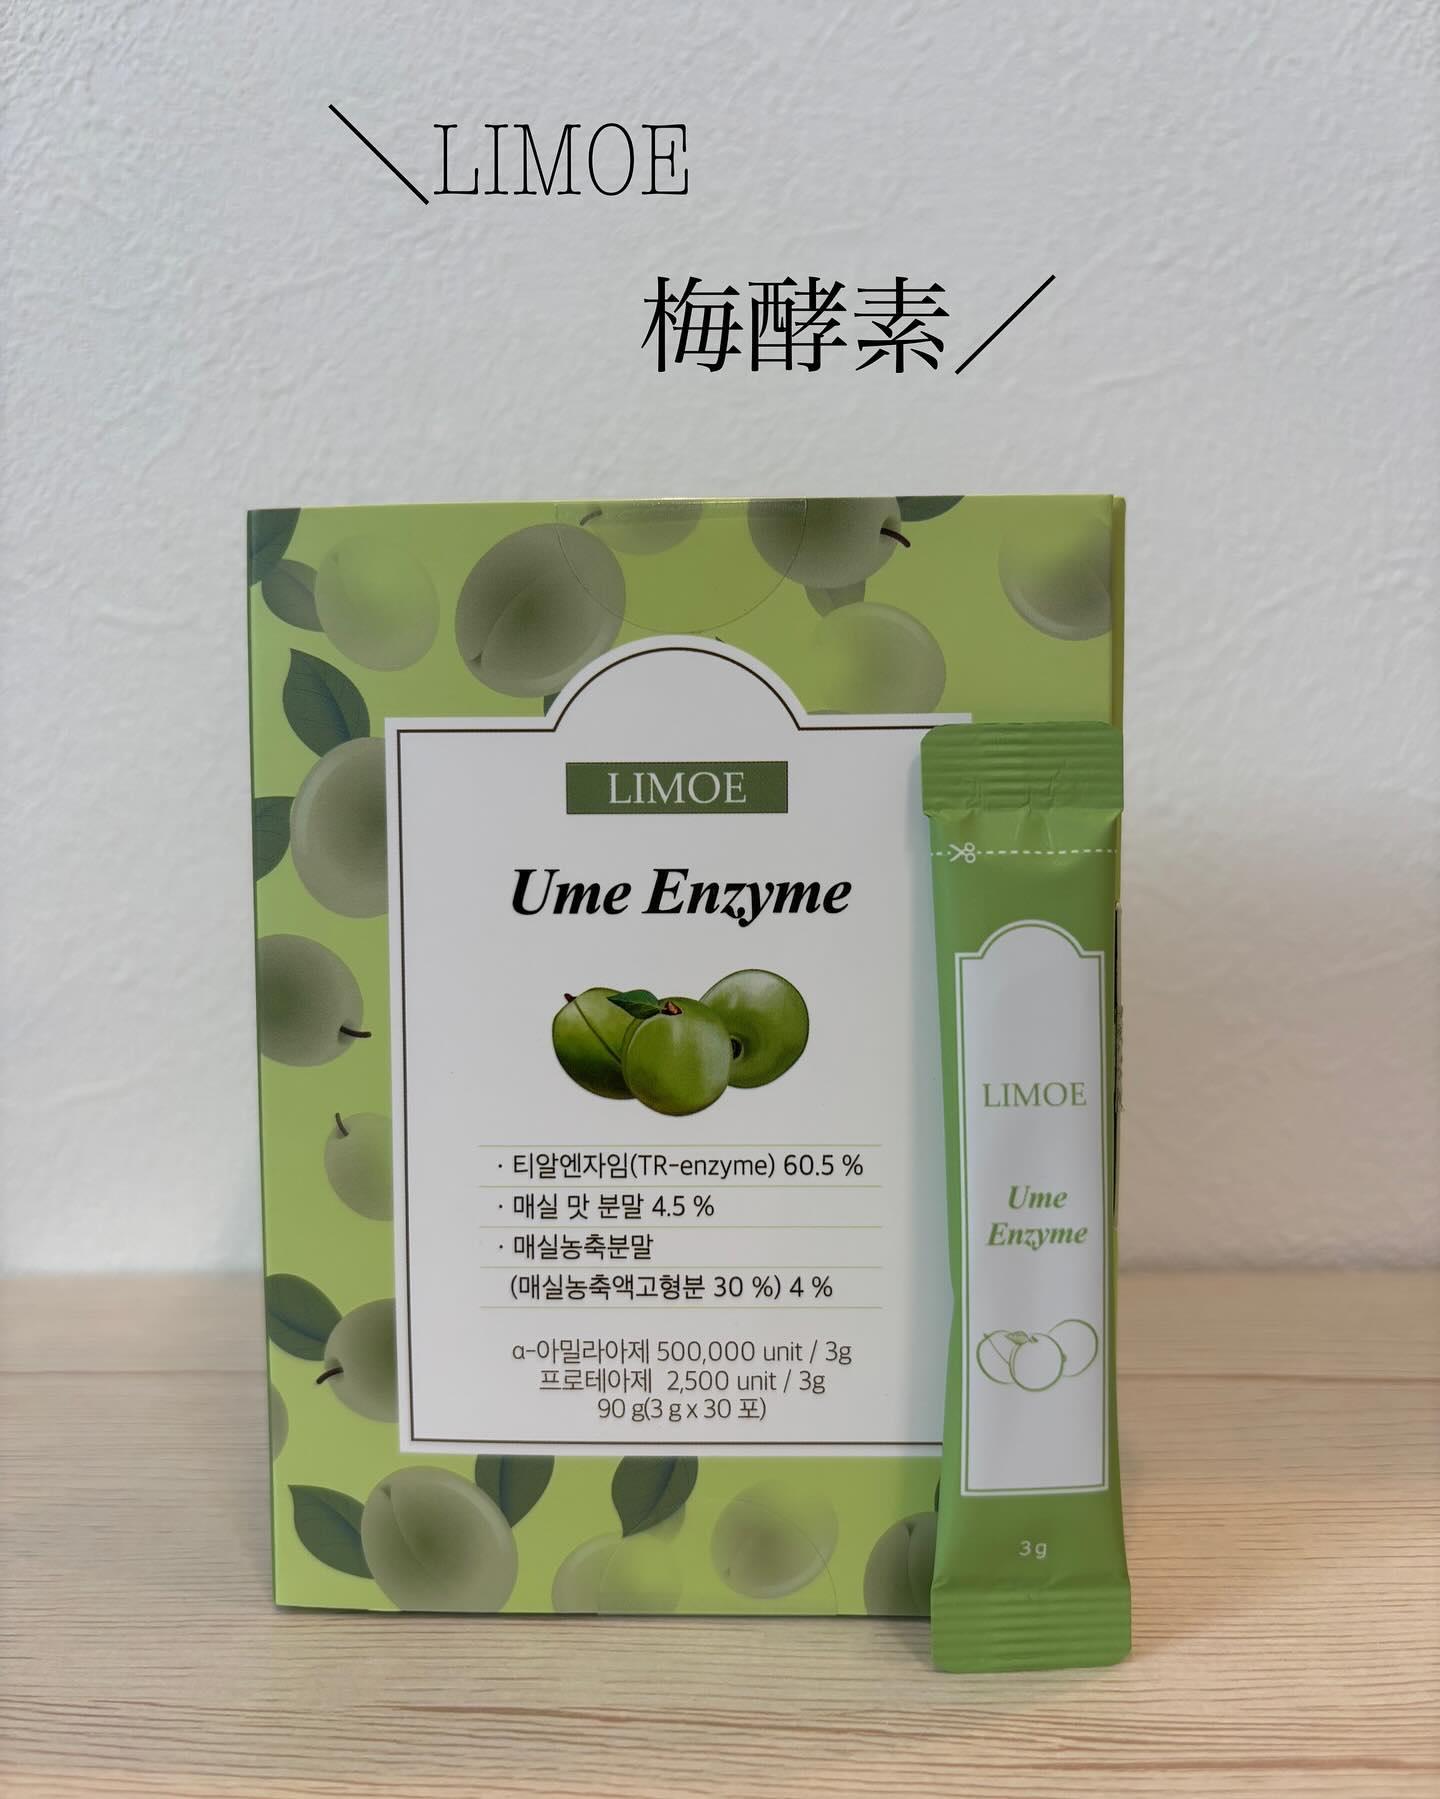 ＼LIMOE
梅酵素／
LIMOE
Ume Enzyme
· 티알엔자임(TR-enzyme) 60.5 %
· 매실 맛 분말 4.5 %
· 매실농축분말
(매실농축액고형분 30 %) 4 %
α-아밀라아제 500,000 unit / 3g
프로테아제 2,500 unit / 3g
90 g(3 g x 30 포)
LIMOE
Ume
Enzyme
3g